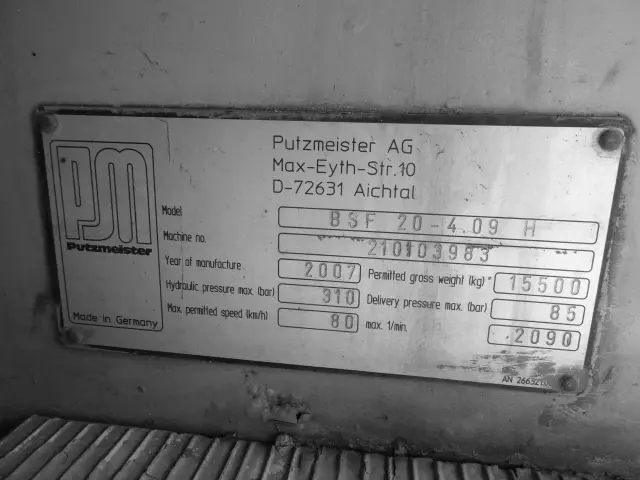 Putzmeister AG
Max-Eyth-Str.10
D-72631 Aichtal
PM
Putzmeister
Made in Germany
Model BSF 20-4.09 H
Machine no. 210103983
Year of manufacture 2007 Permitted gross weight (kg)* 15500
Hydraulic pressure max. (bar) 310 Delivery pressure max. (bar) 85
Max. permitted speed (km/h) 80 max. 1/min. 2090
AN